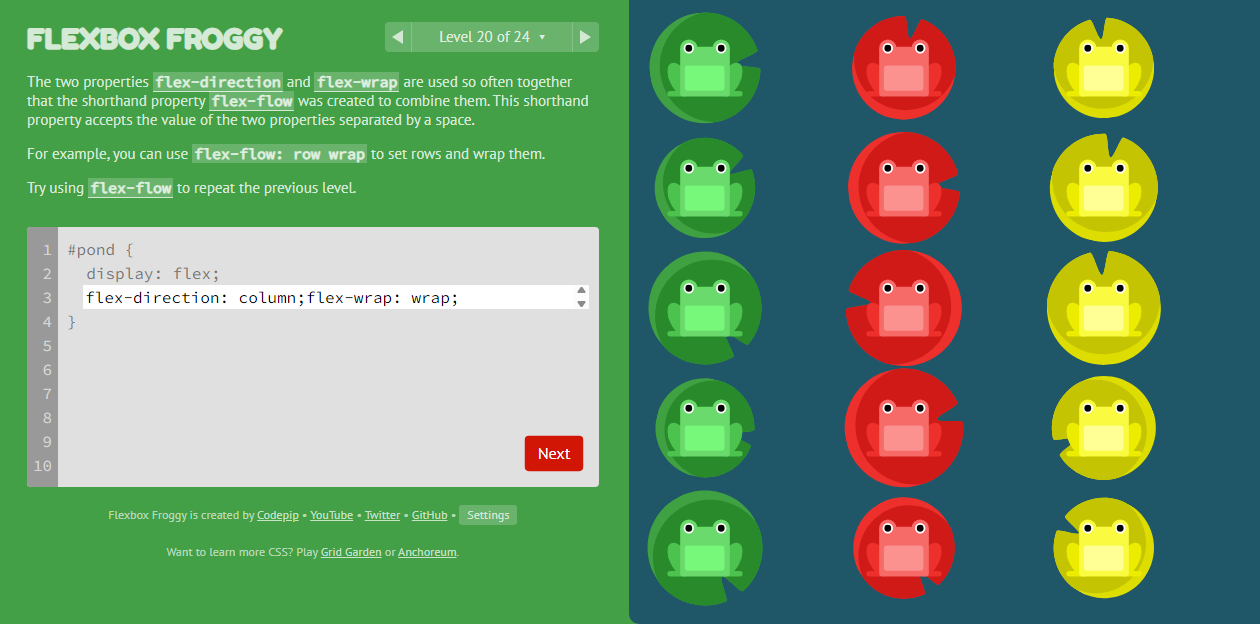 FLEXBOX FROGGY
Level 20 of 24
The two properties flex-direction and flex-wrap are used so often together
that the shorthand property flex-flow was created to combine them. This shorthand
property accepts the value of the two properties separated by a space.
For example, you can use flex-flow: row wrap to set rows and wrap them.
Try using flex-flow to repeat the previous level.
1 #pond {
2 display: flex;
3 flex-direction: column;flex-wrap: wrap;
4 }
5
6
7
8
9
10
Next
Flexbox Froggy is created by Codepip • YouTube • Twitter • GitHub • Settings
Want to learn more CSS? Play Grid Garden or Anchoreum.